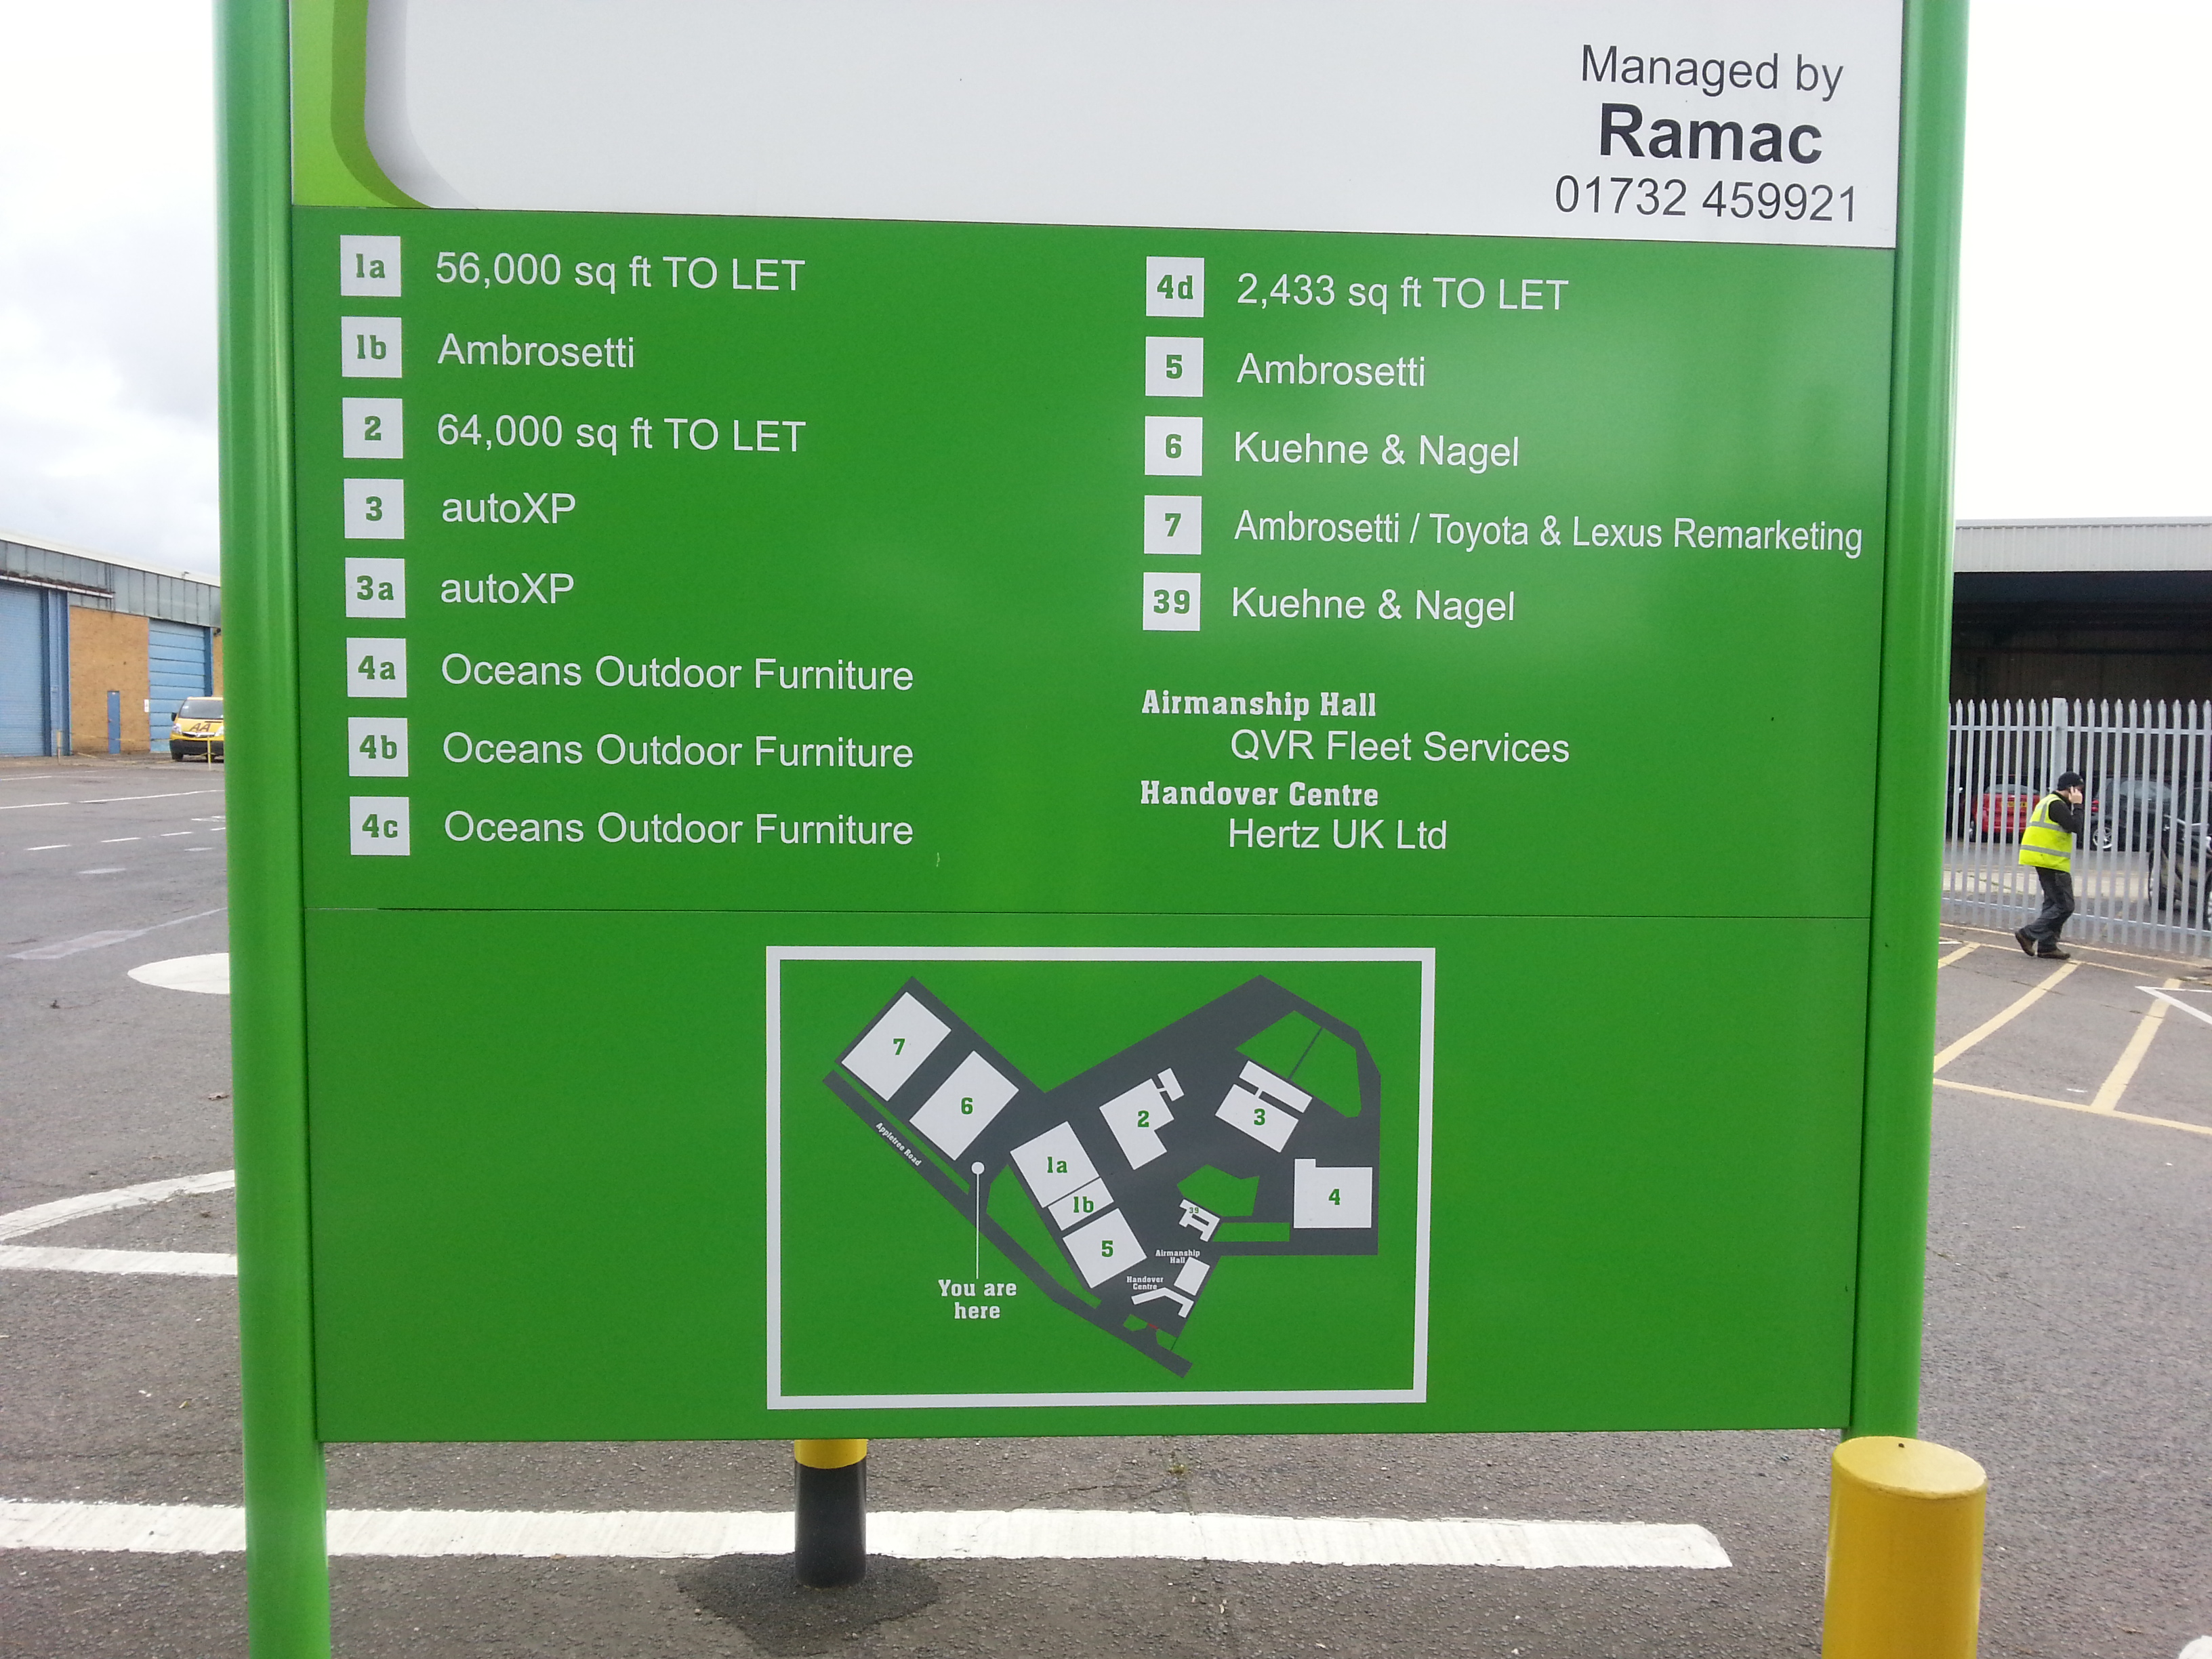 Managed by
Ramac
01732 459921
1a 56,000 sq ft TO LET
1b Ambrosetti
2 64,000 sq ft TO LET
3 autoXP
3a autoXP
4a Oceans Outdoor Furniture
4b Oceans Outdoor Furniture
4c Oceans Outdoor Furniture
4d 2,433 sq ft TO LET
5 Ambrosetti
6 Kuehne & Nagel
7 Ambrosetti / Toyota & Lexus Remarketing
39 Kuehne & Nagel
Airmanship Hall
QVR Fleet Services
Handover Centre
Hertz UK Ltd
7
6
Appletree Road
2
3
1a
1b
5
4
39
Airmanship
Hall
Handover
Centre
You are
here
AA